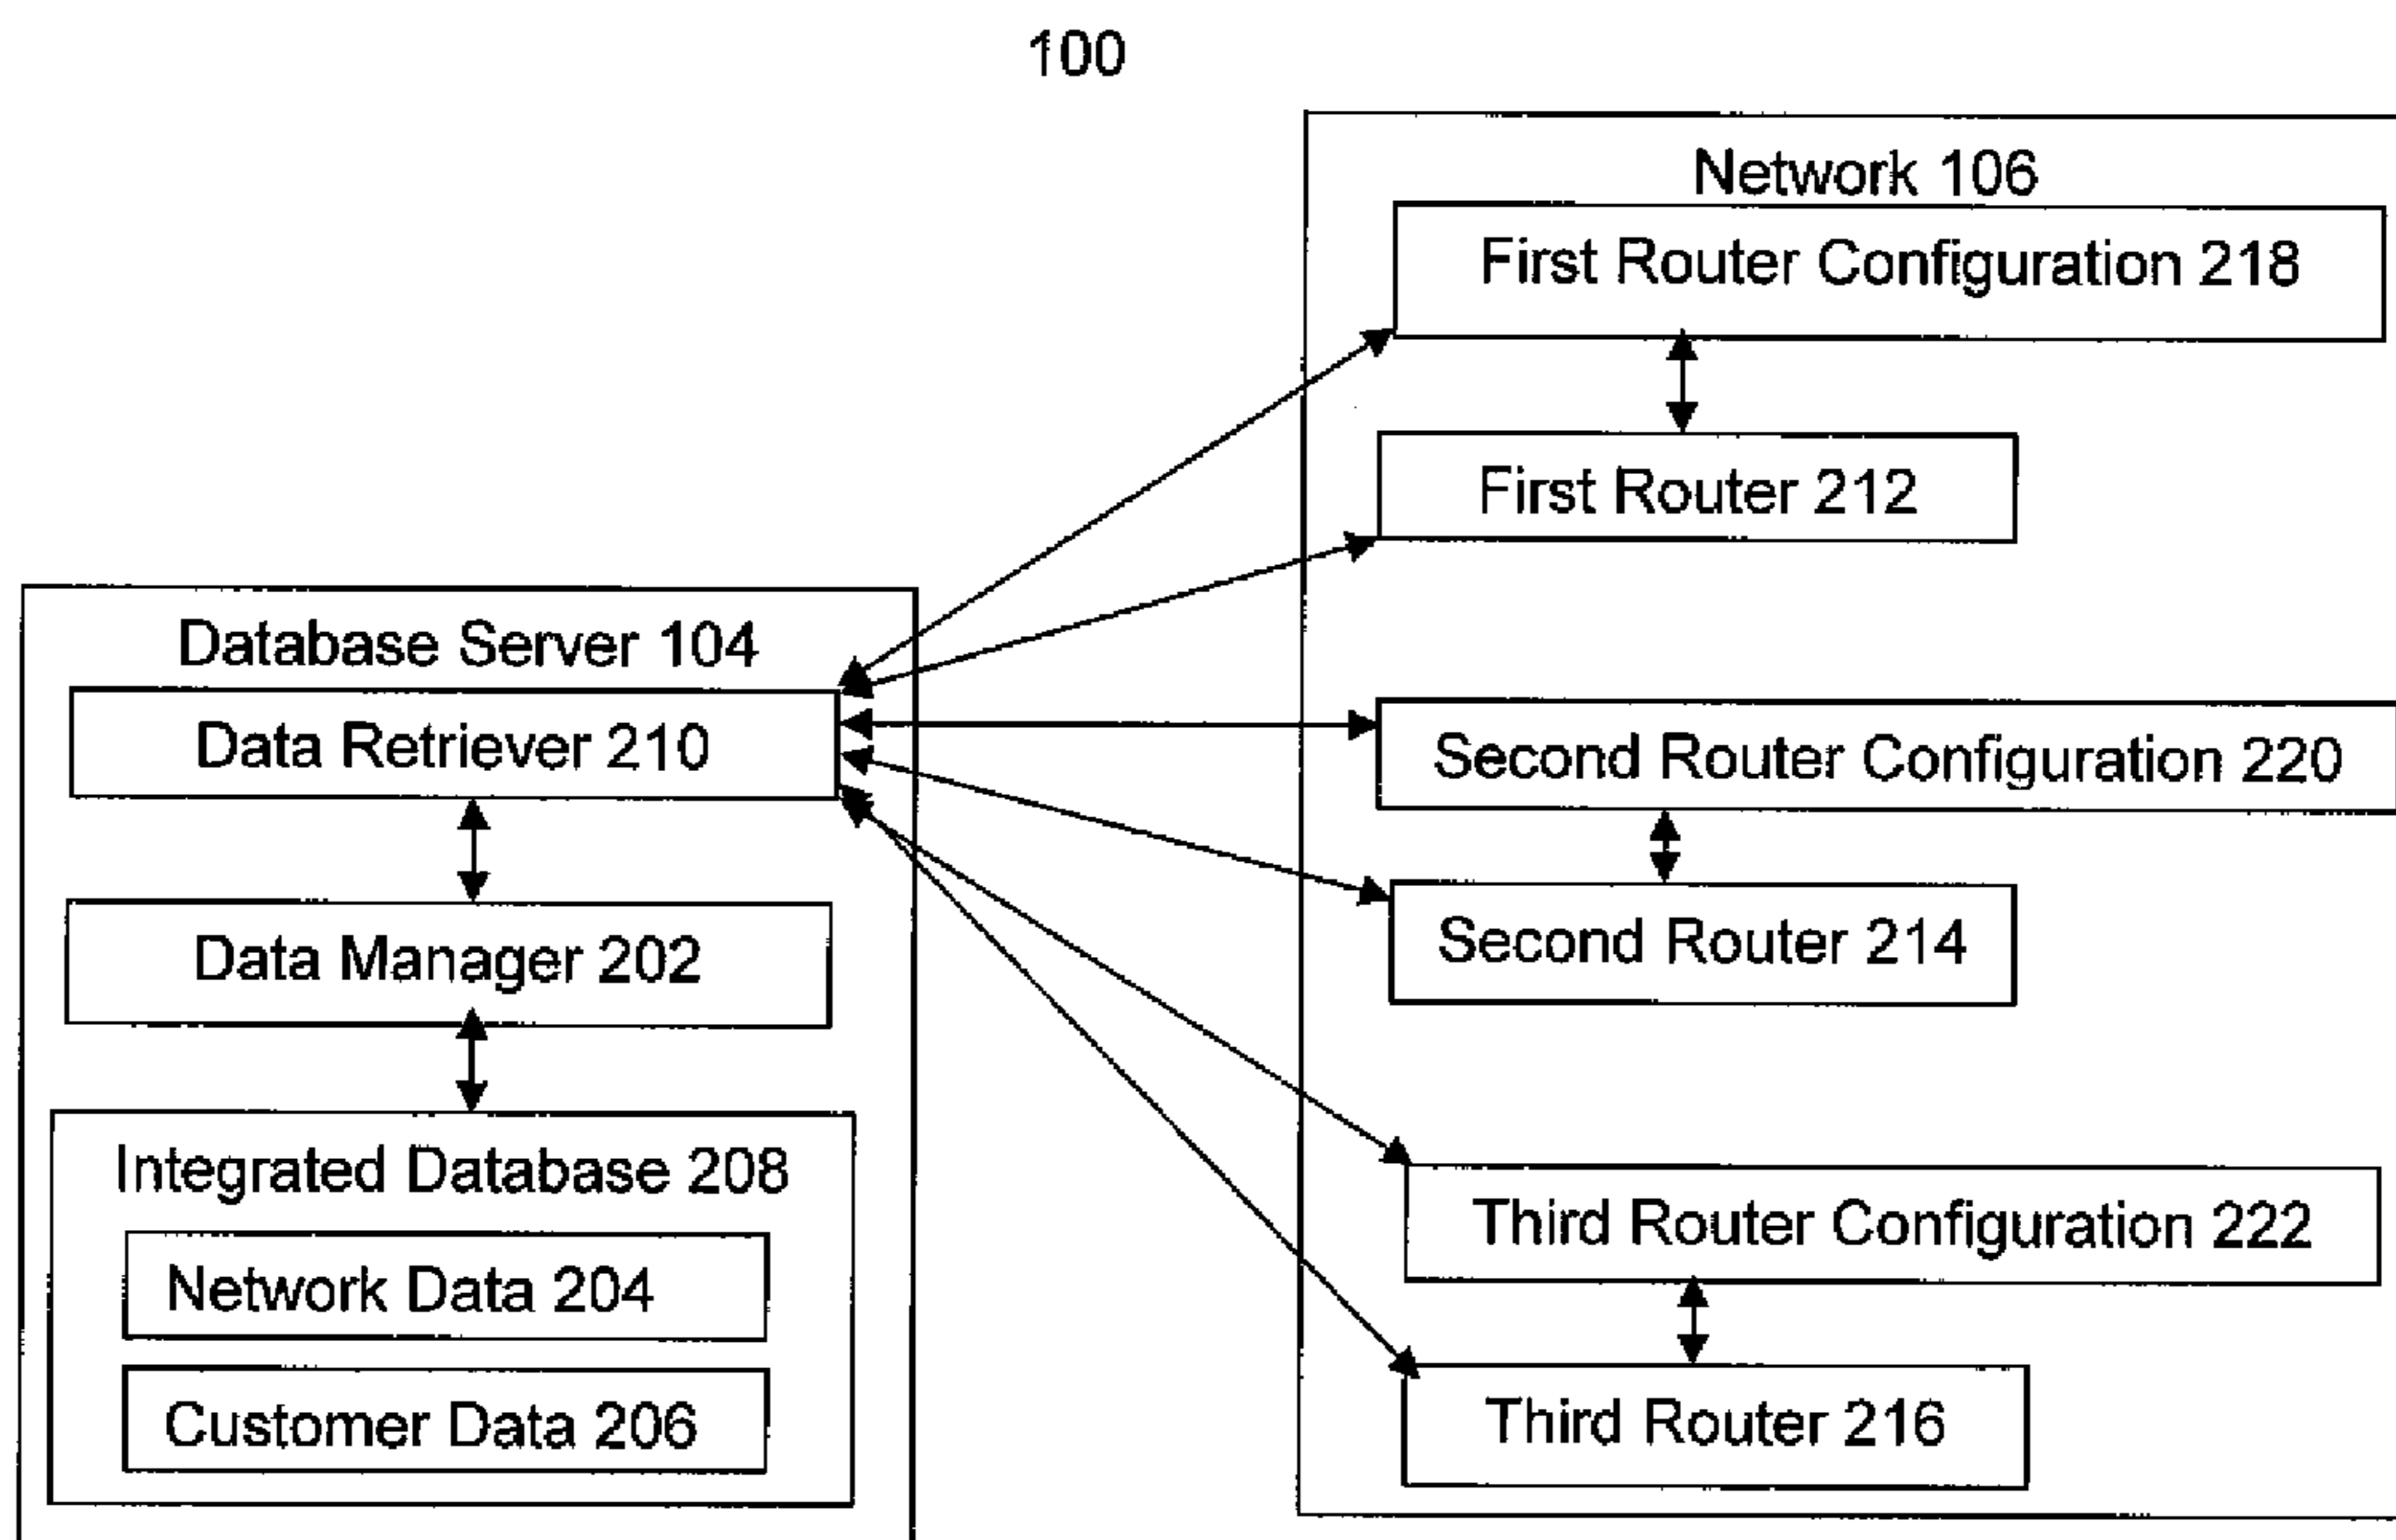 100
Database Server 104
Data Retriever 210
Data Manager 202
Integrated Database 208
Network Data 204
Customer Data 206
Network 106
First Router Configuration 218
First Router 212
Second Router Configuration 220
Second Router 214
Third Router Configuration 222
Third Router 216